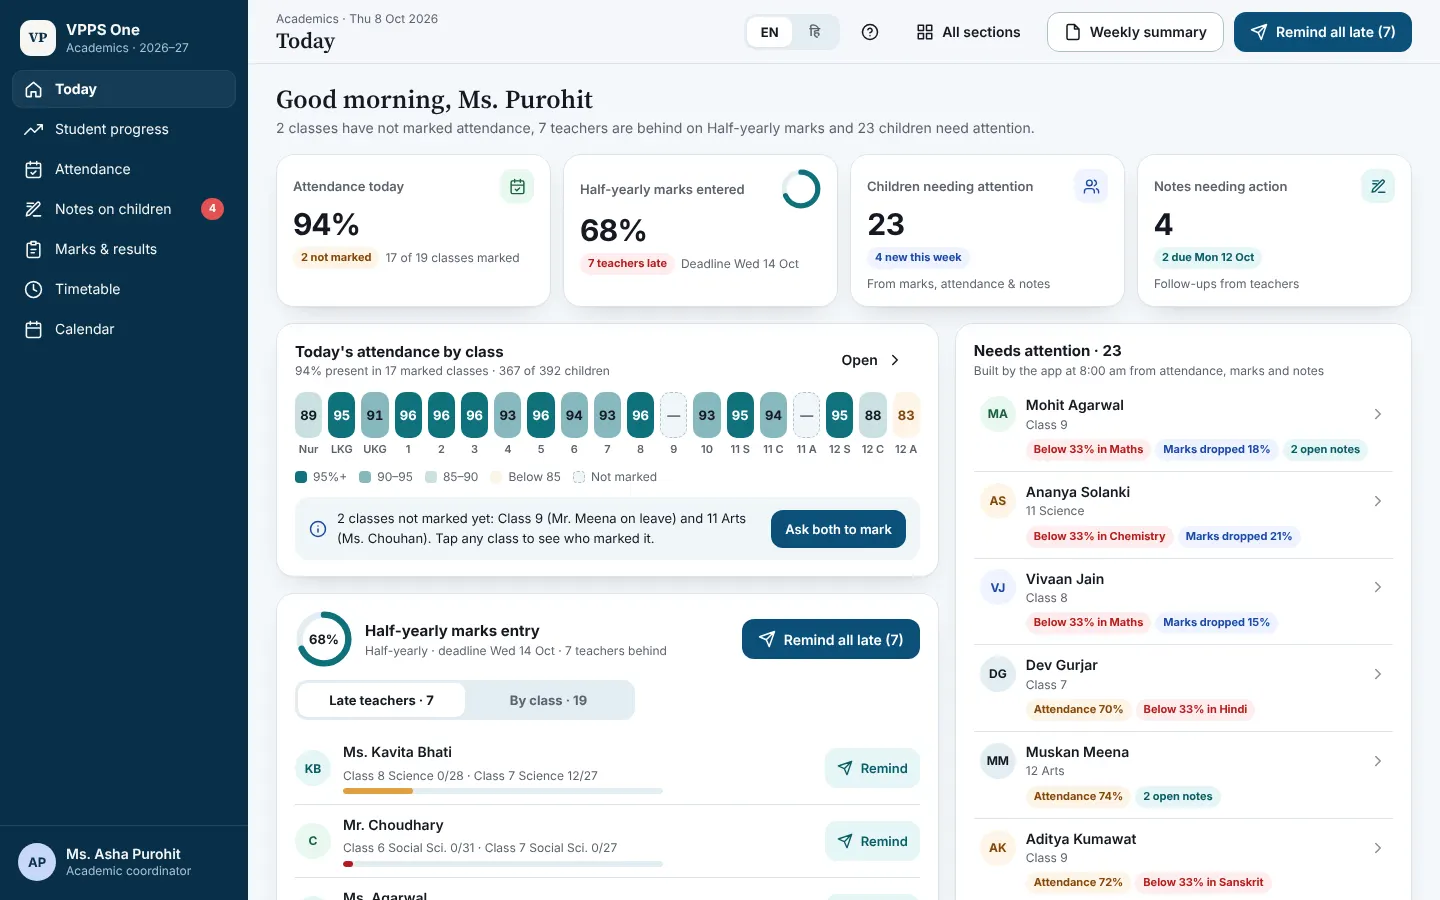 VP
VPPS One
Academics · 2026–27
Today
Student progress
Attendance
Notes on children
4
Marks & results
Timetable
Calendar
AP
Ms. Asha Purohit
Academic coordinator
Academics · Thu 8 Oct 2026
Today
EN
हि
All sections
Weekly summary
Remind all late (7)
Good morning, Ms. Purohit
2 classes have not marked attendance, 7 teachers are behind on Half-yearly marks and 23 children need attention.
Attendance today
94%
2 not marked
17 of 19 classes marked
Half-yearly marks entered
68%
7 teachers late
Deadline Wed 14 Oct
Children needing attention
23
4 new this week
From marks, attendance & notes
Notes needing action
4
2 due Mon 12 Oct
Follow-ups from teachers
Today's attendance by class
94% present in 17 marked classes · 367 of 392 children
Open
89 95 91 96 96 96 93 96 94 93 96 — 93 95 94 — 95 88 83
Nur LKG UKG 1 2 3 4 5 6 7 8 9 10 11 S 11 C 11 A 12 S 12 C 12 A
95%+ 90–95 85–90 Below 85 Not marked
2 classes not marked yet: Class 9 (Mr. Meena on leave) and 11 Arts
(Ms. Chouhan). Tap any class to see who marked it.
Ask both to mark
68%
Half-yearly marks entry
Half-yearly · deadline Wed 14 Oct · 7 teachers behind
Remind all late (7)
Late teachers · 7
By class · 19
KB
Ms. Kavita Bhati
Class 8 Science 0/28 · Class 7 Science 12/27
Remind
C
Mr. Choudhary
Class 6 Social Sci. 0/31 · Class 7 Social Sci. 0/27
Remind
Ms. Agarwal
Needs attention · 23
Built by the app at 8:00 am from attendance, marks and notes
MA
Mohit Agarwal
Class 9
Below 33% in Maths
Marks dropped 18%
2 open notes
AS
Ananya Solanki
11 Science
Below 33% in Chemistry
Marks dropped 21%
VJ
Vivaan Jain
Class 8
Below 33% in Maths
Marks dropped 15%
DG
Dev Gurjar
Class 7
Attendance 70%
Below 33% in Hindi
MM
Muskan Meena
12 Arts
Attendance 74%
2 open notes
AK
Aditya Kumawat
Class 9
Attendance 72%
Below 33% in Sanskrit